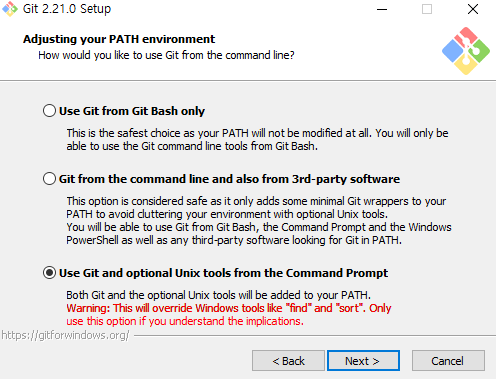 Git 2.21.0 Setup
Adjusting your PATH environment
How would you like to use Git from the command line?
Use Git from Git Bash only
This is the safest choice as your PATH will not be modified at all. You will only be
able to use the Git command line tools from Git Bash.
Git from the command line and also from 3rd-party software
This option is considered safe as it only adds some minimal Git wrappers to your
PATH to avoid cluttering your environment with optional Unix tools.
You will be able to use Git from Git Bash, the Command Prompt and the Windows
PowerShell as well as any third-party software looking for Git in PATH.
Use Git and optional Unix tools from the Command Prompt
Both Git and the optional Unix tools will be added to your PATH.
Warning: This will override Windows tools like "find" and "sort". Only
use this option if you understand the implications.
https://gitforwindows.org/
< Back
Next >
Cancel